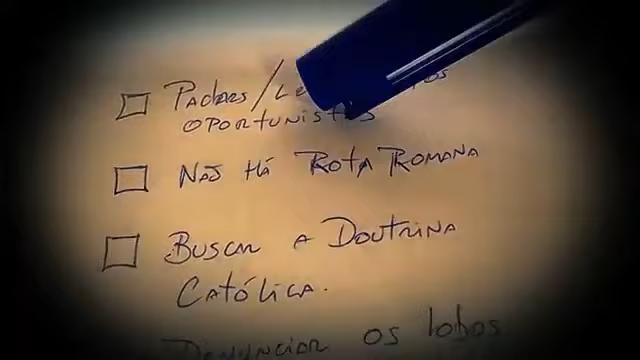 Padres/
OPORTUNISTAS
NÃO HÁ ROTA ROMANA
BUSCAR A DOUTRINA
CATÓLICA.
DENUNCIAR OS lobos